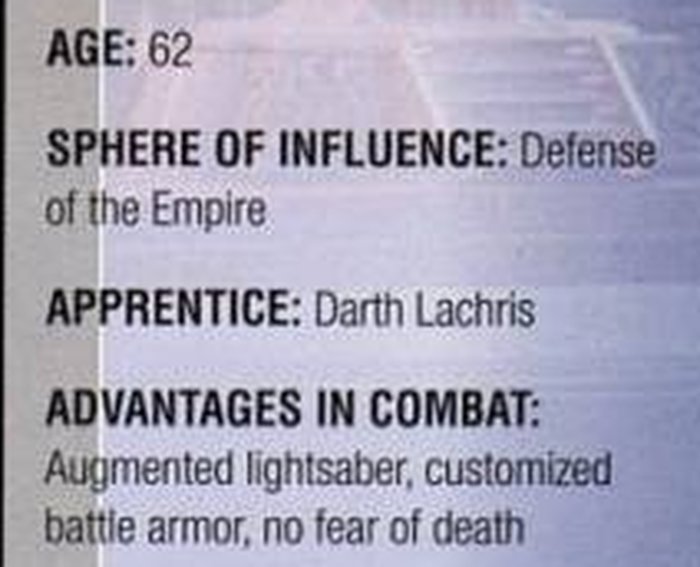 AGE: 62
SPHERE OF INFLUENCE: Defense
of the Empire
APPRENTICE: Darth Lachris
ADVANTAGES IN COMBAT:
Augmented lightsaber, customized
battle armor, no fear of death